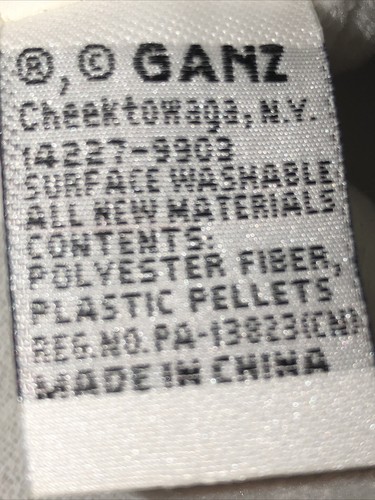 ®, © GANZ
Cheektowaga, N.Y.
14227-9903
SURFACE WASHABLE
ALL NEW MATERIALS
CONTENTS:
POLYESTER FIBER,
PLASTIC PELLETS
REG.NO.PA-13823(CN)
MADE IN CHINA